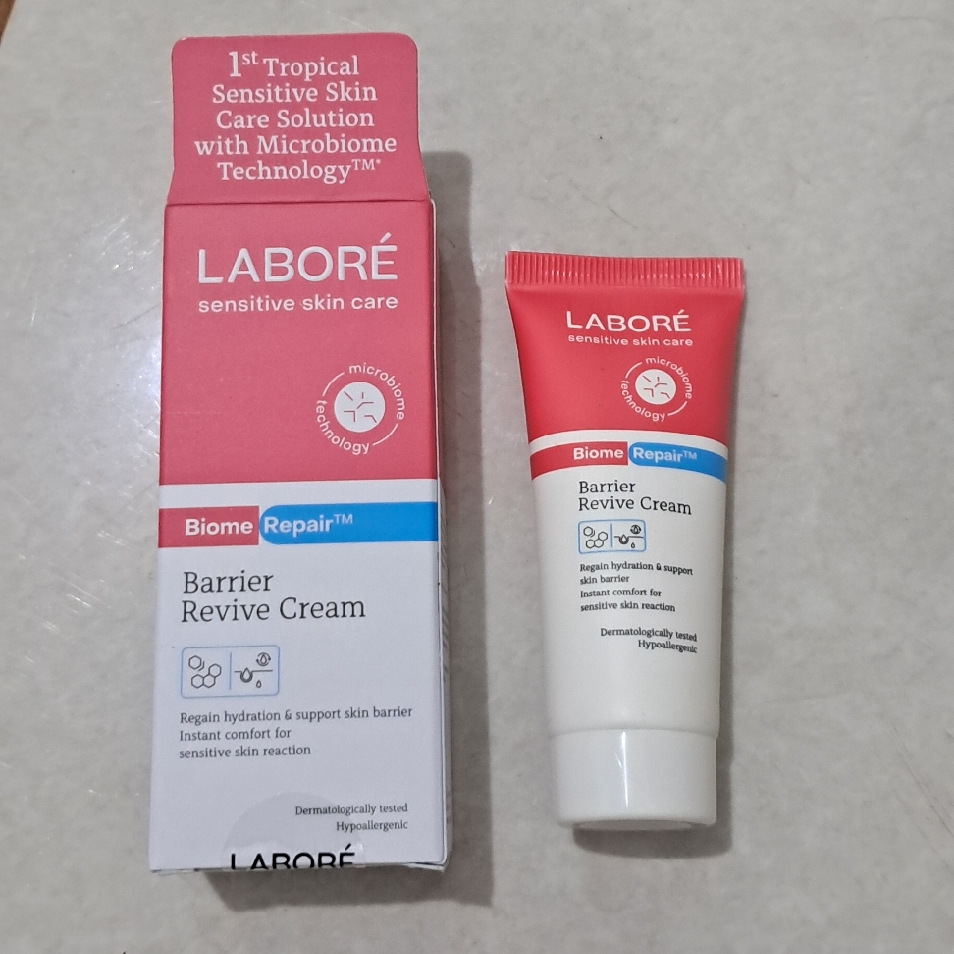 1st Tropical
Sensitive Skin
Care Solution
with Microbiome
Technology™*
LABORÉ
sensitive skin care
microbiome
technology
Biome Repair™
Barrier
Revive Cream
Regain hydration & support skin barrier
Instant comfort for
sensitive skin reaction
Dermatologically tested
Hypoallergenic
LABORÉ
LABORÉ
sensitive skin care
microbiome
technology
Biome Repair™
Barrier
Revive Cream
Regain hydration & support
skin barrier
Instant comfort for
sensitive skin reaction
Dermatologically tested
Hypoallergenic